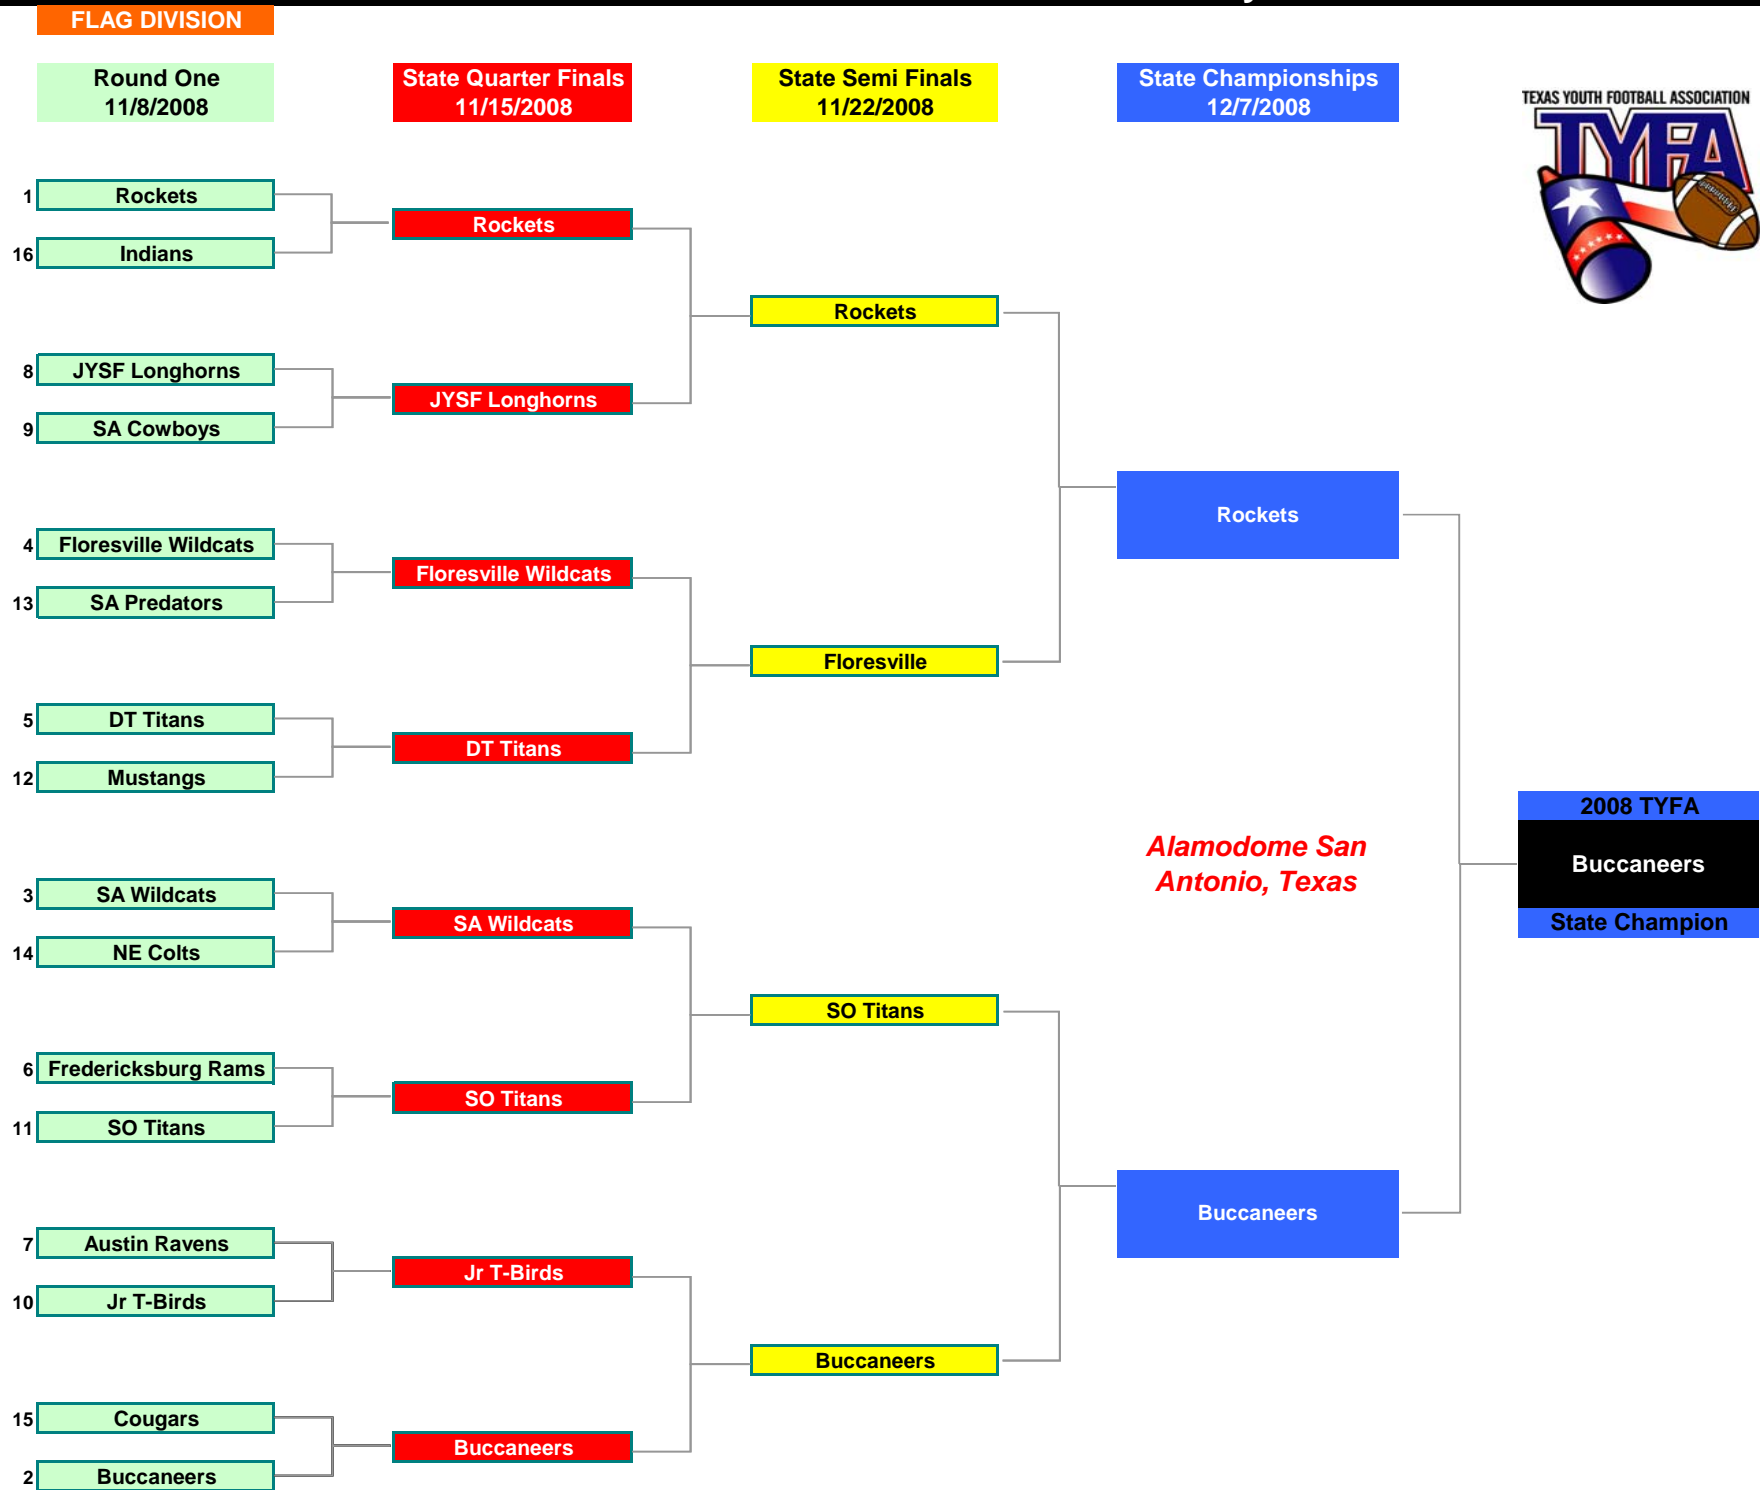 FLAG DIVISION
Round One
11/8/2008
State Quarter Finals
11/15/2008
State Semi Finals
11/22/2008
State Championships
12/7/2008
TEXAS YOUTH FOOTBALL ASSOCIATION
TYFA
1 Rockets
16 Indians
8 JYSF Longhorns
9 SA Cowboys
4 Floresville Wildcats
13 SA Predators
5 DT Titans
12 Mustangs
3 SA Wildcats
14 NE Colts
6 Fredericksburg Rams
11 SO Titans
7 Austin Ravens
10 Jr T-Birds
15 Cougars
2 Buccaneers
Rockets
JYSF Longhorns
Floresville Wildcats
DT Titans
SA Wildcats
SO Titans
Jr T-Birds
Buccaneers
Rockets
Floresville
SO Titans
Buccaneers
Rockets
Alamodome San
Antonio, Texas
Buccaneers
2008 TYFA
Buccaneers
State Champion